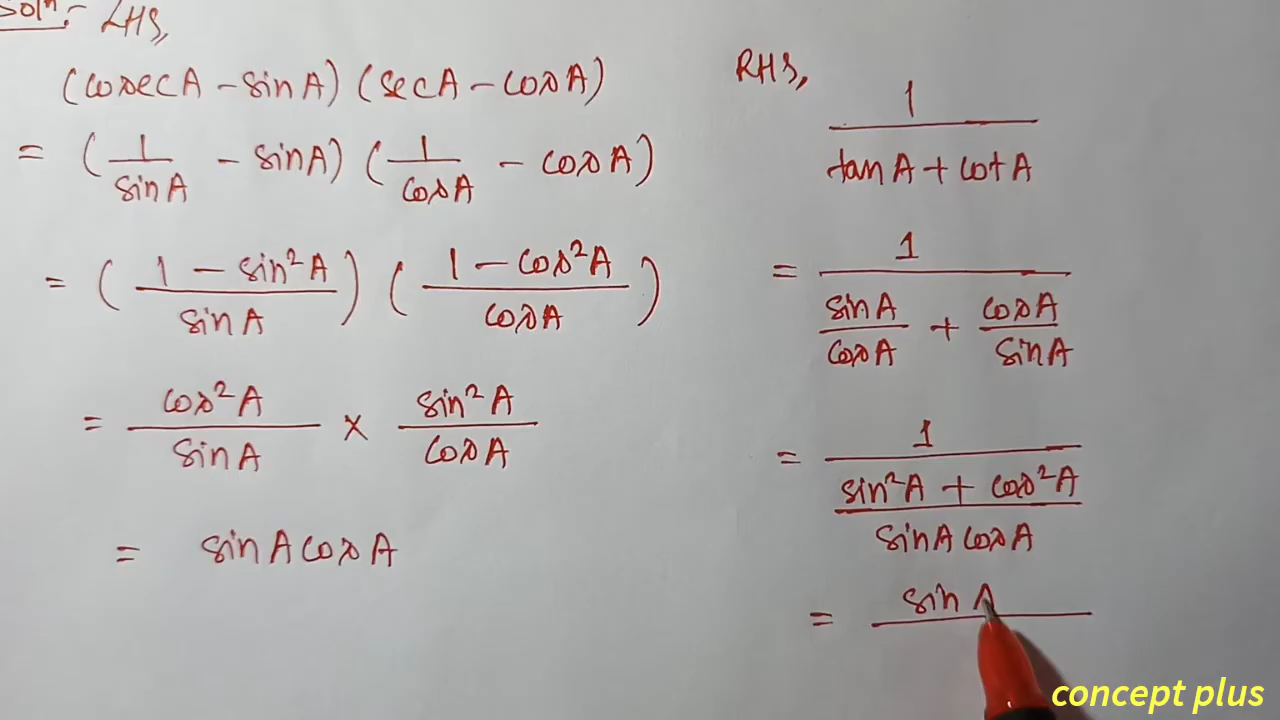 Soln:- LHS,
(cosecA - sinA) (secA - cosA)
= (1/sinA - sinA) (1/cosA - cosA)
= (1 - sin²A/sinA) (1 - cos²A/cosA)
= cos²A/sinA × sin²A/cosA
= sinA cosA
RHS,
1/tanA + cotA
= 1/sinA/cosA + cosA/sinA
= 1/sin²A + cos²A/sinA cosA
= sin A
concept plus